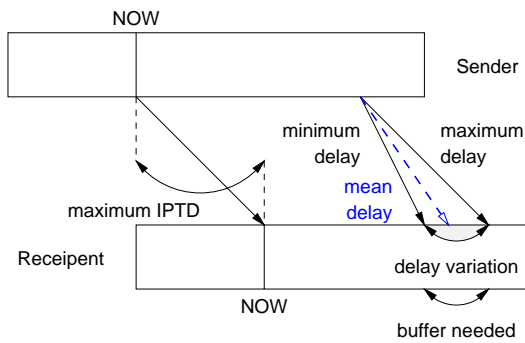 NOW
Sender
minimum
delay
maximum
delay
mean
delay
maximum IPTD
Receipent
delay variation
NOW
buffer needed